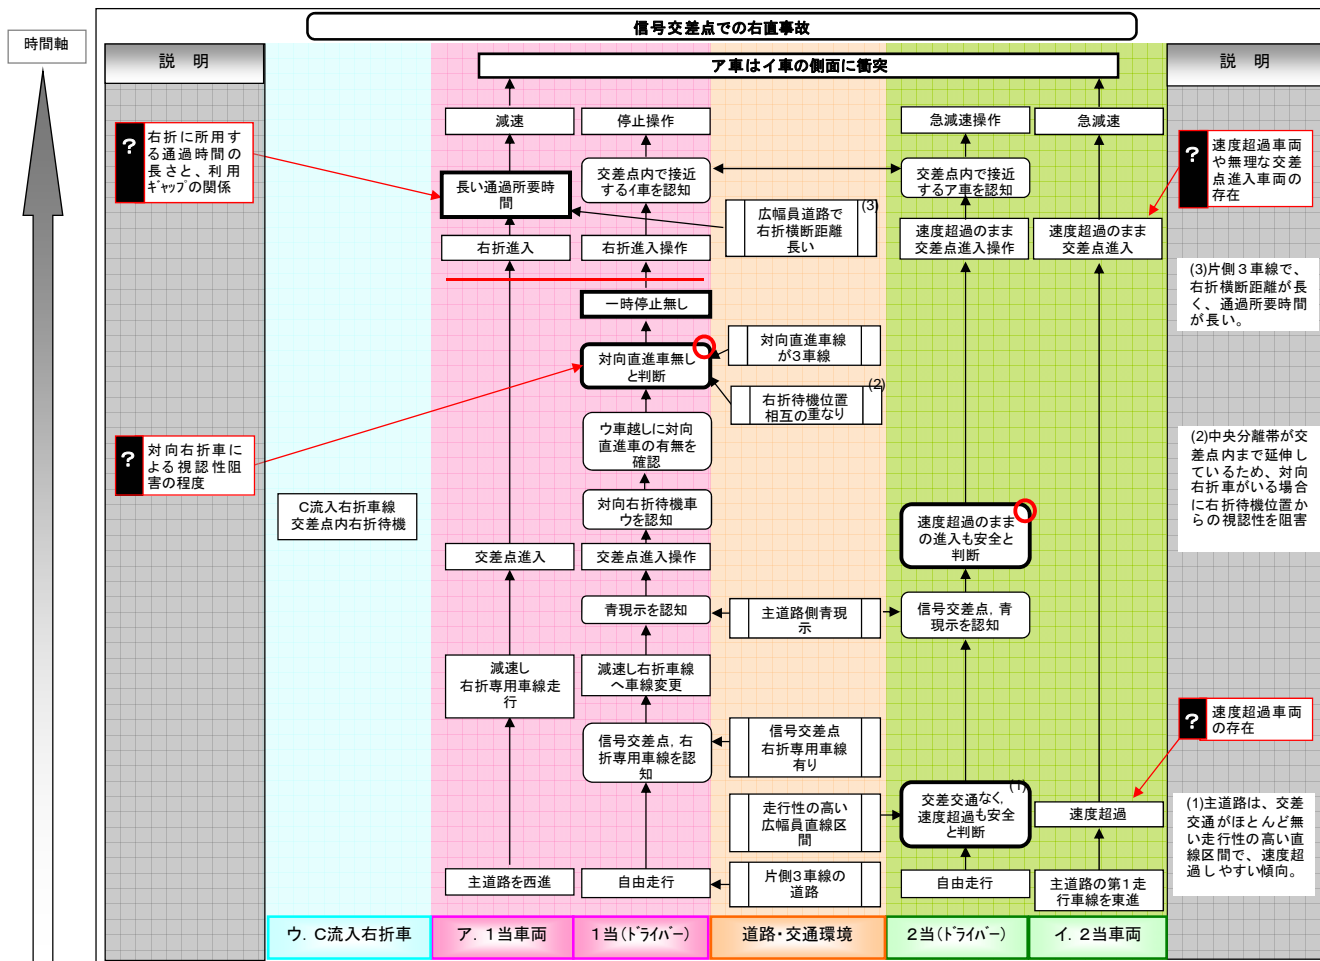 信号交差点での右直事故
時間軸
説　明
ア車はイ車の側面に衝突
説　明
減速
停止操作
急減速操作
急減速
?
右折に所用す
る通過時間の
長さと、利用
ｷﾞｬｯﾌﾟの関係
長い通過所要時
間
交差点内で接近
するイ車を認知
交差点内で接近
するア車を認知
?
速度超過車両
や無理な交差
点進入車両の
存在
広幅員道路で
右折横断距離
長い
(3)
右折進入
右折進入操作
速度超過のまま
交差点進入操作
速度超過のまま
交差点進入
(3)片側３車線で、
右折横断距離が長
く、通過所要時間
が長い。
一時停止無し
対向直進車無し
と判断
対向直進車線
が３車線
右折待機位置
相互の重なり
(2)
?
対向右折車に
よる視認性阻
害の程度
ウ車越しに対向
直進車の有無を
確認
(2)中央分離帯が交
差点内まで延伸し
ているため、対向
右折車がいる場合
に右折待機位置か
らの視認性を阻害
C流入右折車線
交差点内右折待機
対向右折待機車
ウを認知
速度超過のまま
の進入も安全と
判断
交差点進入
交差点進入操作
青現示を認知
主道路側青現
示
信号交差点，青
現示を認知
減速し
右折専用車線走
行
減速し右折車線
へ車線変更
信号交差点，右
折専用車線を認
知
信号交差点
右折専用車線
有り
?
速度超過車両
の存在
走行性の高い
広幅員直線区
間
交差交通なく，
速度超過も安全
と判断
(1)
速度超過
(1)主道路は、交差
交通がほとんど無
い走行性の高い直
線区間で、速度超
過しやすい傾向。
主道路を西進
自由走行
片側３車線の
道路
自由走行
主道路の第１走
行車線を東進
ウ．C流入右折車
ア．１当車両
１当(ﾄﾞﾗｲﾊﾞｰ)
道路・交通環境
２当(ﾄﾞﾗｲﾊﾞｰ)
イ．２当車両